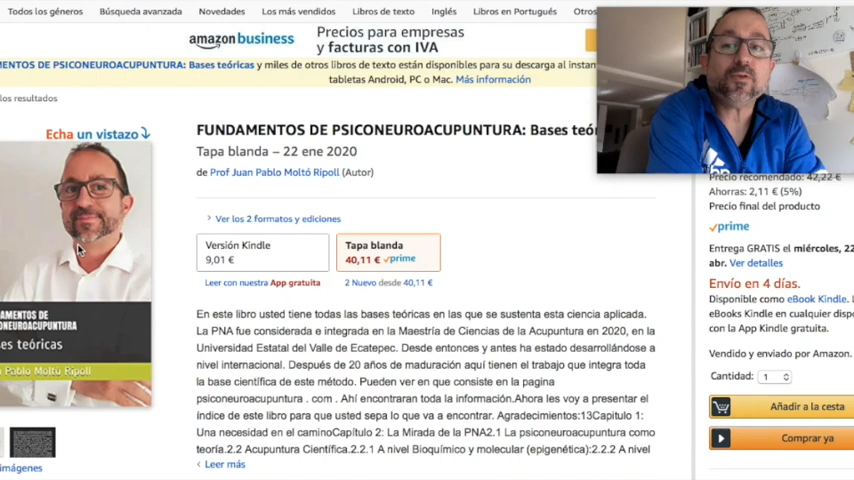 Todos los géneros Búsqueda avanzada Novedades Los más vendidos Libros de texto Inglés Libros en Portugués Otros
amazon business
Precios para empresas
y facturas con IVA
MENTOS DE PSICONEUROACUPUNTURA: Bases teóricas y miles de otros libros de texto están disponibles para su descarga al instan
tabletas Android, PC o Mac. Más información
los resultados
Echa un vistazo
FUNDAMENTOS DE PSICONEUROACUPUNTURA: Bases teór
Tapa blanda – 22 ene 2020
de Prof Juan Pablo Moltó Ripoll (Autor)
Ver los 2 formatos y ediciones
Versión Kindle
9,01 €
Tapa blanda
40,11 € prime
Leer con nuestra App gratuita
2 Nuevo desde 40,11 €
En este libro usted tiene todas las bases teóricas en las que se sustenta esta ciencia aplicada.
La PNA fue considerada e integrada en la Maestría de Ciencias de la Acupuntura en 2020, en la
Universidad Estatal del Valle de Ecatepec. Desde entonces y antes ha estado desarrollándose a
nivel internacional. Después de 20 años de maduración aquí tienen el trabajo que integra toda
la base científica de este método. Pueden ver en que consiste en la pagina
psiconeuroacupuntura . com . Ahí encontraran toda la información.Ahora les voy a presentar el
índice de este libro para que usted sepa lo que va a encontrar. Agradecimientos:13Capitulo 1:
Una necesidad en el caminoCapítulo 2: La Mirada de la PNA2.1 La psiconeuroacupuntura como
teoría.2.2 Acupuntura Científica.2.2.1 A nivel Bioquímico y molecular (epigenética):2.2.2 A nivel
Leer más
AMENTOS DE
CONEUROACUPUNTURA
es teóricas
Pablo Moltó Ripoll
imágenes
Precio recomendado: 42,22 €
Ahorras: 2,11 € (5%)
Precio final del producto
prime
Entrega GRATIS el miércoles, 22
abr. Ver detalles
Envío en 4 días.
Disponible como eBook Kindle. L
eBooks Kindle en cualquier dispo
con la App Kindle gratuita.
Vendido y enviado por Amazon.
Cantidad: 1
Añadir a la cesta
Comprar ya